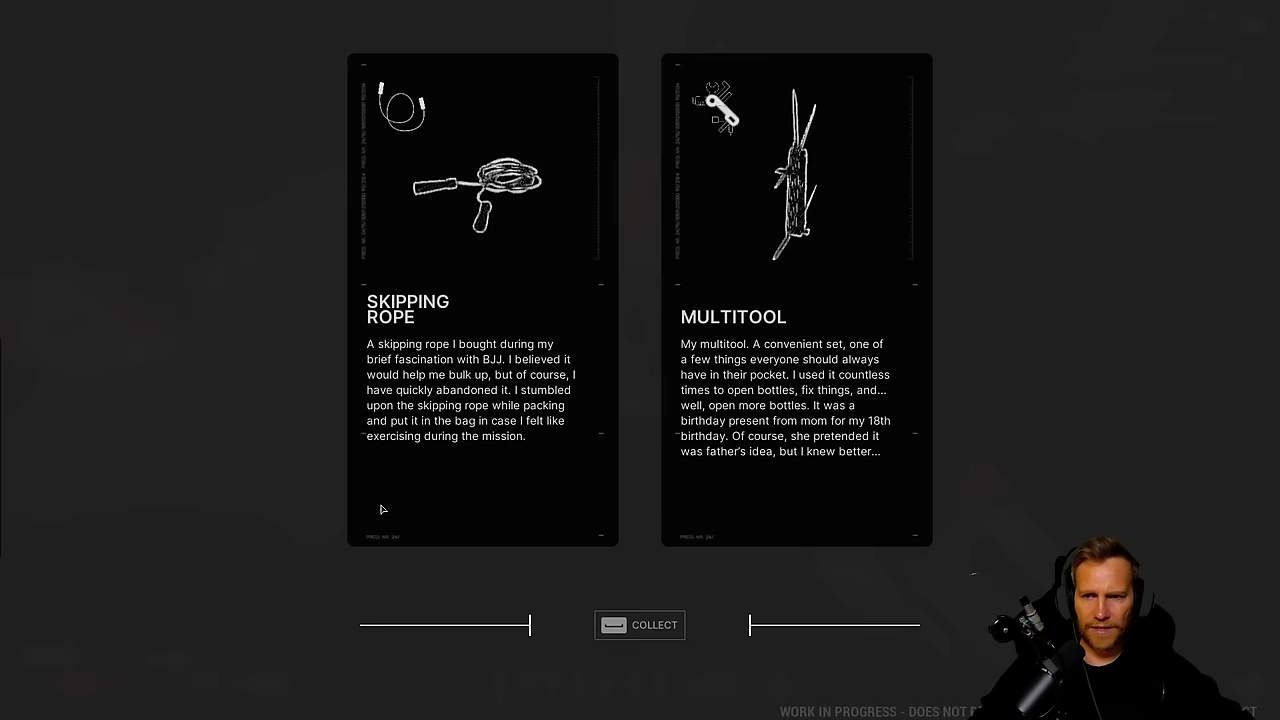 SKIPPING
ROPE
A skipping rope I bought during my
brief fascination with BJJ. I believed it
would help me bulk up, but of course, I
have quickly abandoned it. I stumbled
upon the skipping rope while packing
and put it in the bag in case I felt like
exercising during the mission.
MULTITOOL
My multitool. A convenient set, one of
a few things everyone should always
have in their pocket. I used it countless
times to open bottles, fix things, and...
well, open more bottles. It was a
birthday present from mom for my 18th
birthday. Of course, she pretended it
was father's idea, but I knew better...
COLLECT
WORK IN PROGRESS - DOES NOT